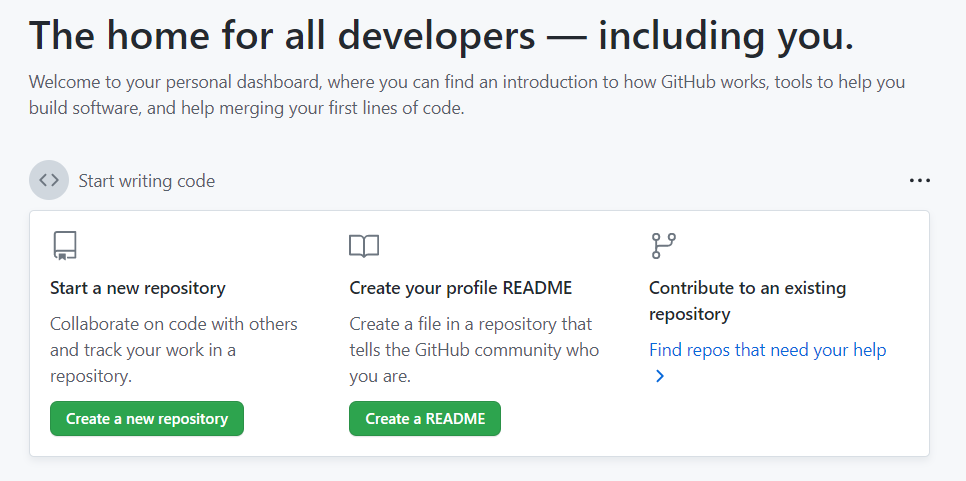 The home for all developers — including you.
Welcome to your personal dashboard, where you can find an introduction to how GitHub works, tools to help you
build software, and help merging your first lines of code.
Start writing code
Start a new repository
Collaborate on code with others
and track your work in a
repository.
Create a new repository
Create your profile README
Create a file in a repository that
tells the GitHub community who
you are.
Create a README
Contribute to an existing
repository
Find repos that need your help